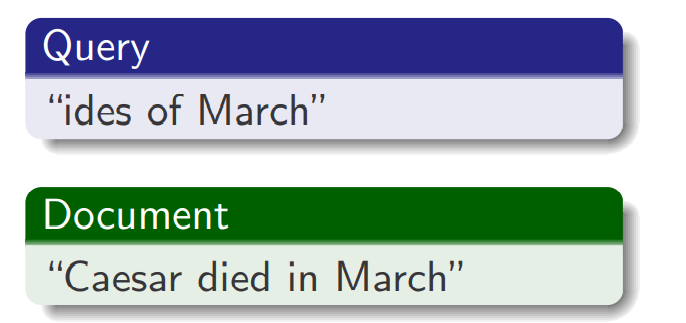 Query
“ides of March”
Document
“Caesar died in March”